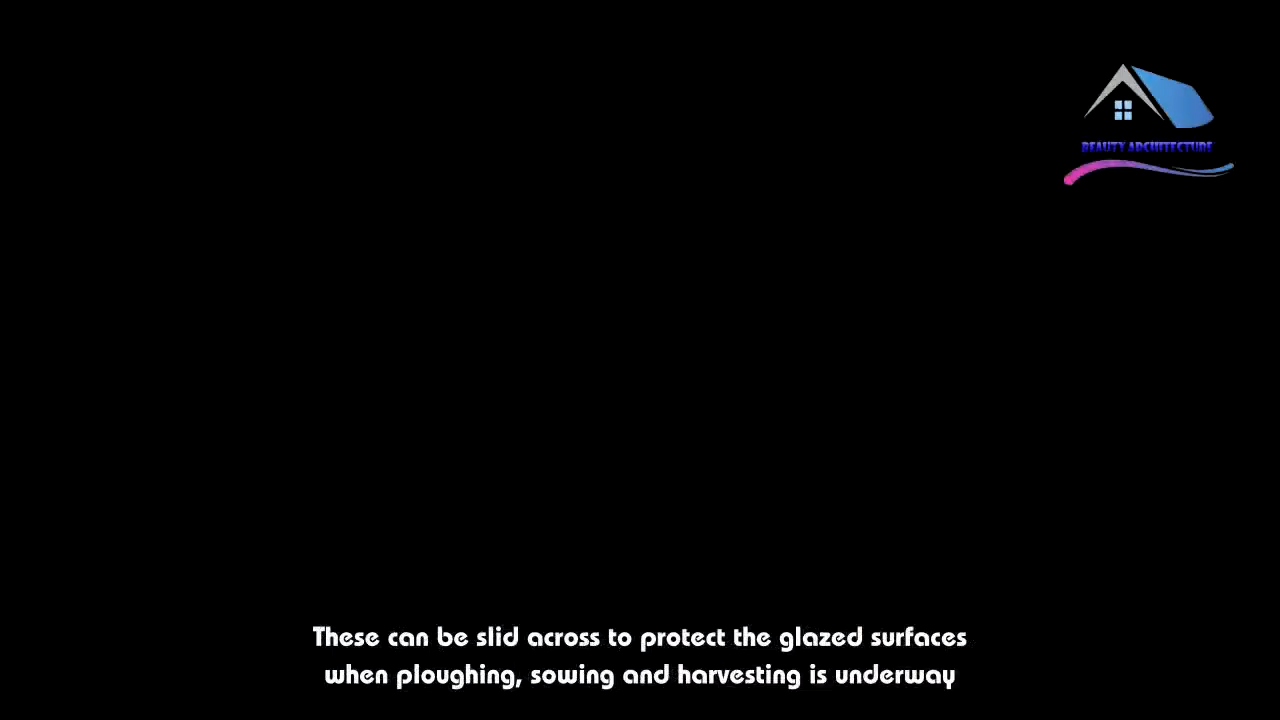 BEAUTY ARCHITECTURE
These can be slid across to protect the glazed surfaces
when ploughing, sowing and harvesting is underway